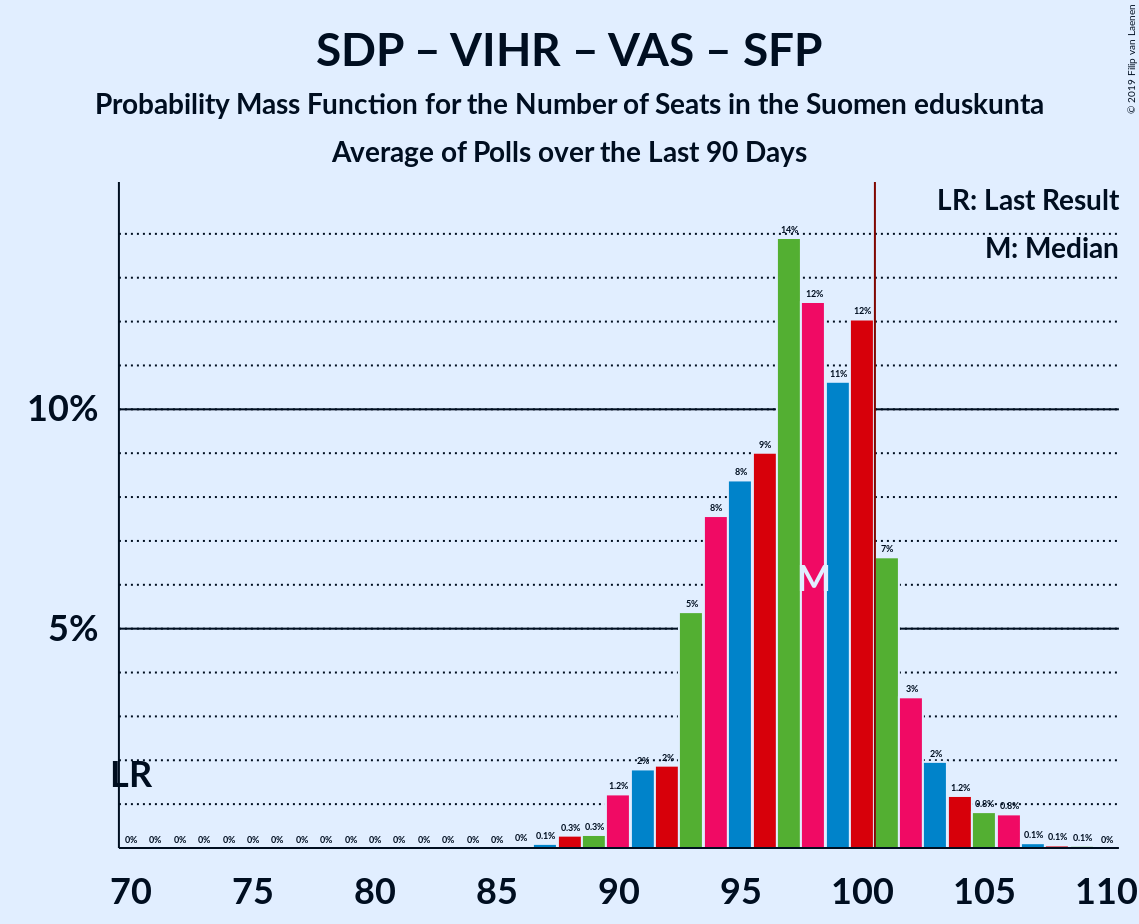 SDP – VIHR – VAS – SFP
Probability Mass Function for the Number of Seats in the Suomen eduskunta
Average of Polls over the Last 90 Days
© 2019 Filip van Laenen
LR: Last Result
M: Median
10%
5%
LR
M
0% 0% 0% 0% 0% 0% 0% 0% 0% 0% 0% 0% 0% 0% 0% 0% 0% 0.1% 0.3% 0.3% 1.2% 2% 2% 5% 8% 8% 9% 14% 12% 11% 12% 7% 3% 2% 1.2% 0.8% 0.8% 0.1% 0.1% 0.1% 0%
70 75 80 85 90 95 100 105 110